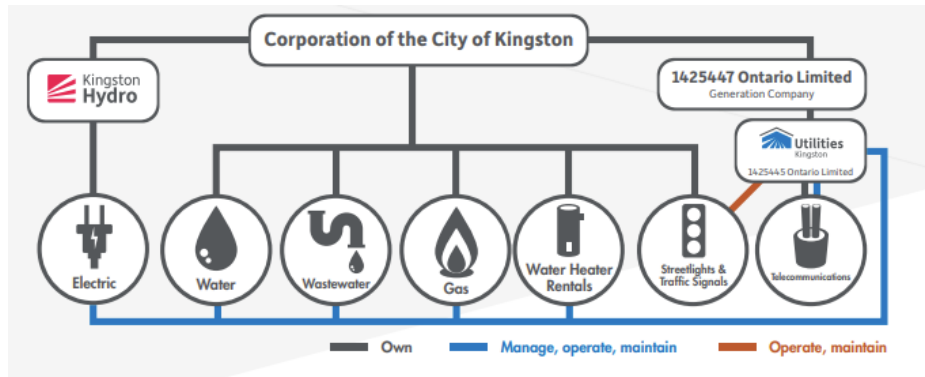 Corporation of the City of Kingston
Kingston
Hydro
1425447 Ontario Limited
Generation Company
Utilities
Kingston
1425445 Ontario Limited
Electric
Water
Wastewater
Gas
Water Heater
Rentals
Streetlights &
Traffic Signals
Telecommunications
Own
Manage, operate, maintain
Operate, maintain